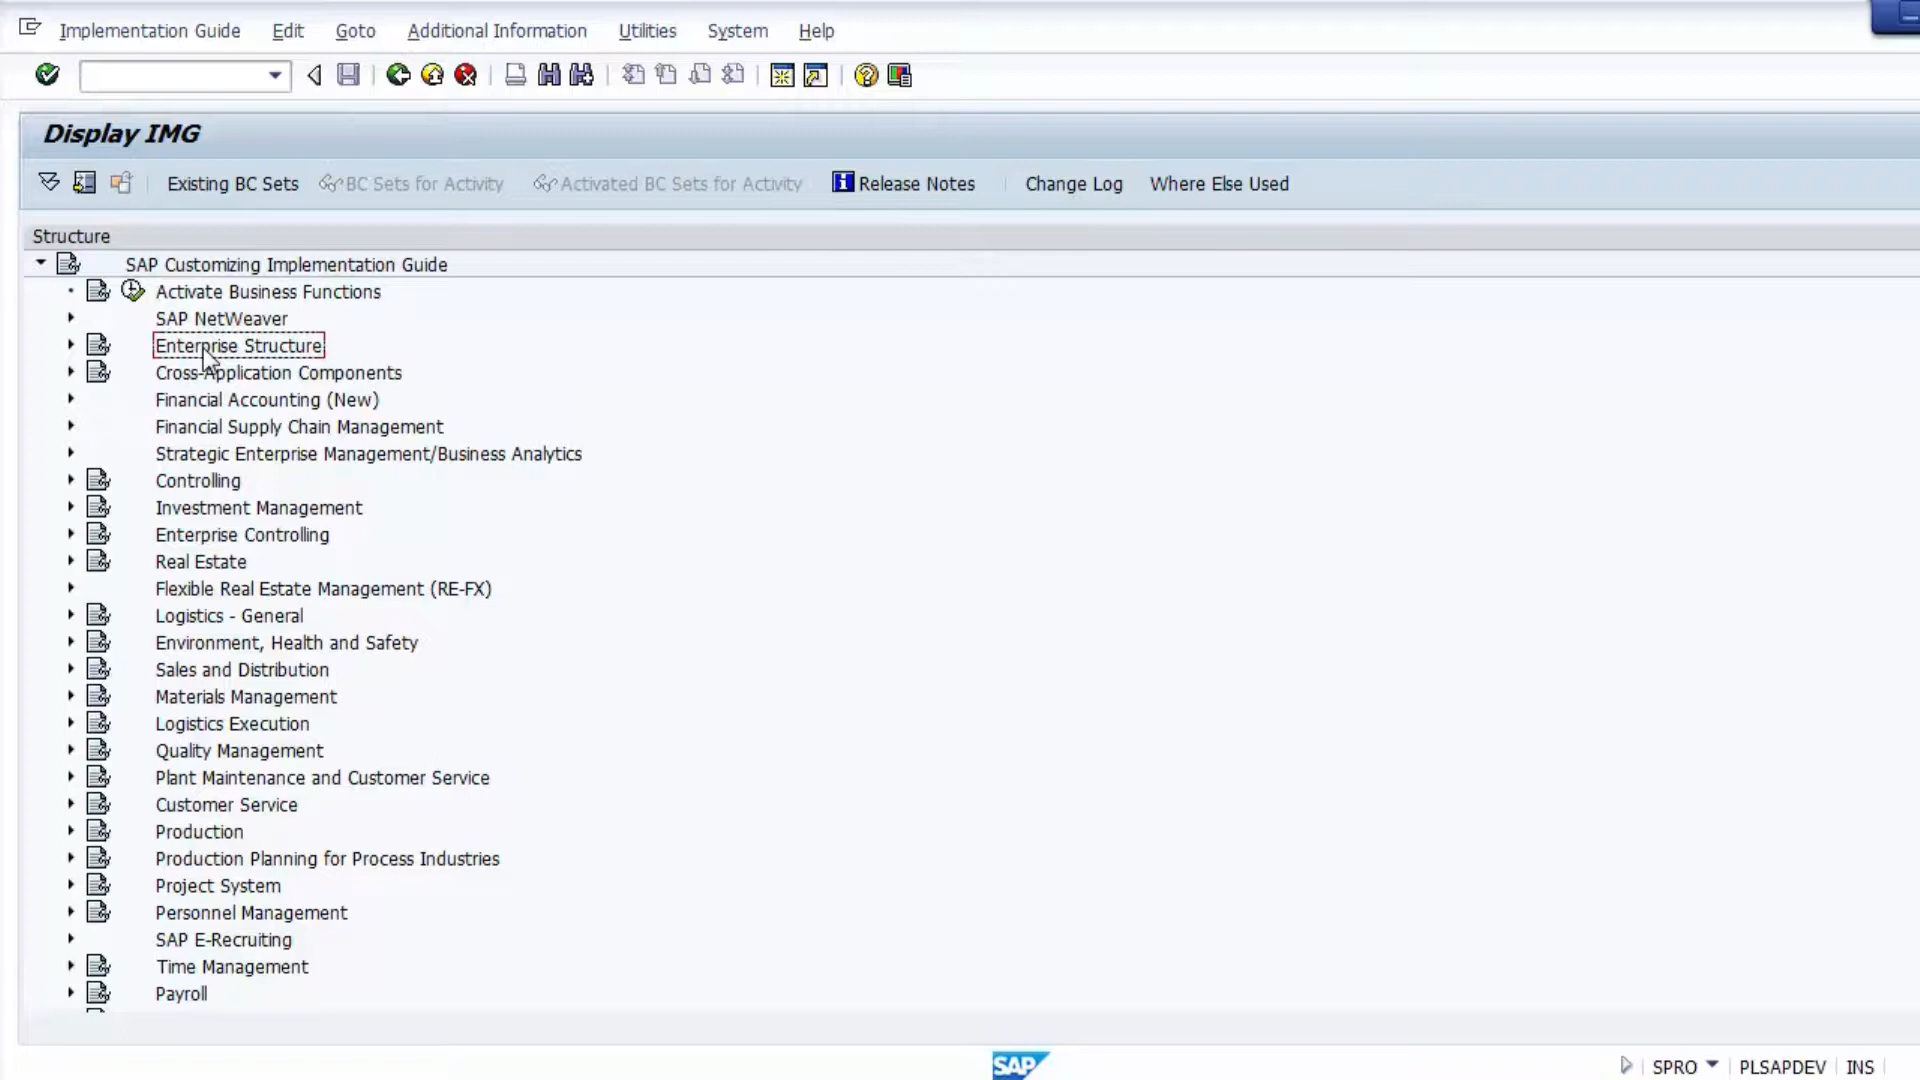 Implementation Guide Edit Goto Additional Information Utilities System Help
Display IMG
Existing BC Sets BC Sets for Activity Activated BC Sets for Activity Release Notes Change Log Where Else Used
Structure
SAP Customizing Implementation Guide
Activate Business Functions
SAP NetWeaver
Enterprise Structure
Cross-Application Components
Financial Accounting (New)
Financial Supply Chain Management
Strategic Enterprise Management/Business Analytics
Controlling
Investment Management
Enterprise Controlling
Real Estate
Flexible Real Estate Management (RE-FX)
Logistics - General
Environment, Health and Safety
Sales and Distribution
Materials Management
Logistics Execution
Quality Management
Plant Maintenance and Customer Service
Customer Service
Production
Production Planning for Process Industries
Project System
Personnel Management
SAP E-Recruiting
Time Management
Payroll
SAP SPRO PLSAPDEV INS